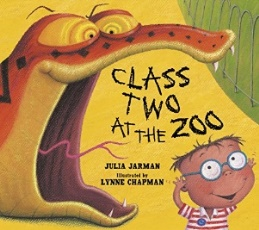 CLASS
TWO
AT THE ZOO
JULIA JARMAN
Illustrated by
LYNNE CHAPMAN